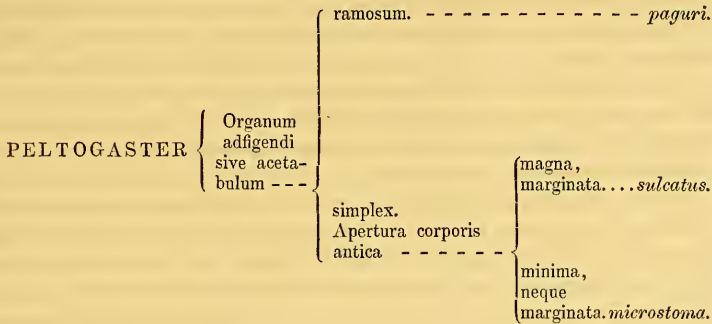 ramosum. - - - - - - - - - - - - - paguri.
PELTOGASTER
Organum
adfigendi
sive aceta-
bulum - - -
simplex.
Apertura corporis
antica - - - - - -
magna,
marginata. . . . sulcatus.
minima,
neque
marginata. microstoma.